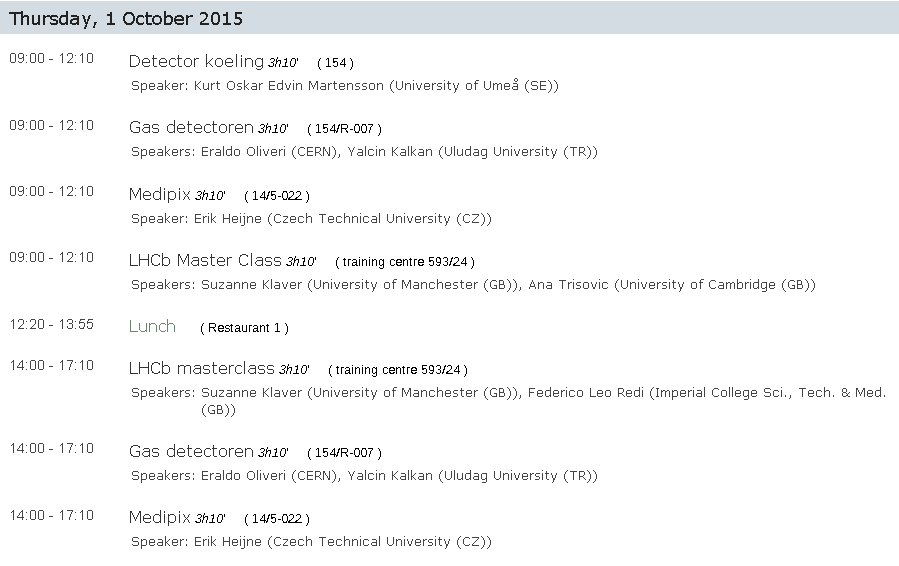 Thursday, 1 October 2015
09:00 - 12:10 Detector koeling 3h10' ( 154 )
Speaker: Kurt Oskar Edvin Martensson (University of Umeå (SE))
09:00 - 12:10 Gas detectoren 3h10' ( 154/R-007 )
Speakers: Eraldo Oliveri (CERN), Yalcin Kalkan (Uludag University (TR))
09:00 - 12:10 Medipix 3h10' ( 14/5-022 )
Speaker: Erik Heijne (Czech Technical University (CZ))
09:00 - 12:10 LHCb Master Class 3h10' ( training centre 593/24 )
Speakers: Suzanne Klaver (University of Manchester (GB)), Ana Trisovic (University of Cambridge (GB))
12:20 - 13:55 Lunch ( Restaurant 1 )
14:00 - 17:10 LHCb masterclass 3h10' ( training centre 593/24 )
Speakers: Suzanne Klaver (University of Manchester (GB)), Federico Leo Redi (Imperial College Sci., Tech. & Med.
(GB))
14:00 - 17:10 Gas detectoren 3h10' ( 154/R-007 )
Speakers: Eraldo Oliveri (CERN), Yalcin Kalkan (Uludag University (TR))
14:00 - 17:10 Medipix 3h10' ( 14/5-022 )
Speaker: Erik Heijne (Czech Technical University (CZ))